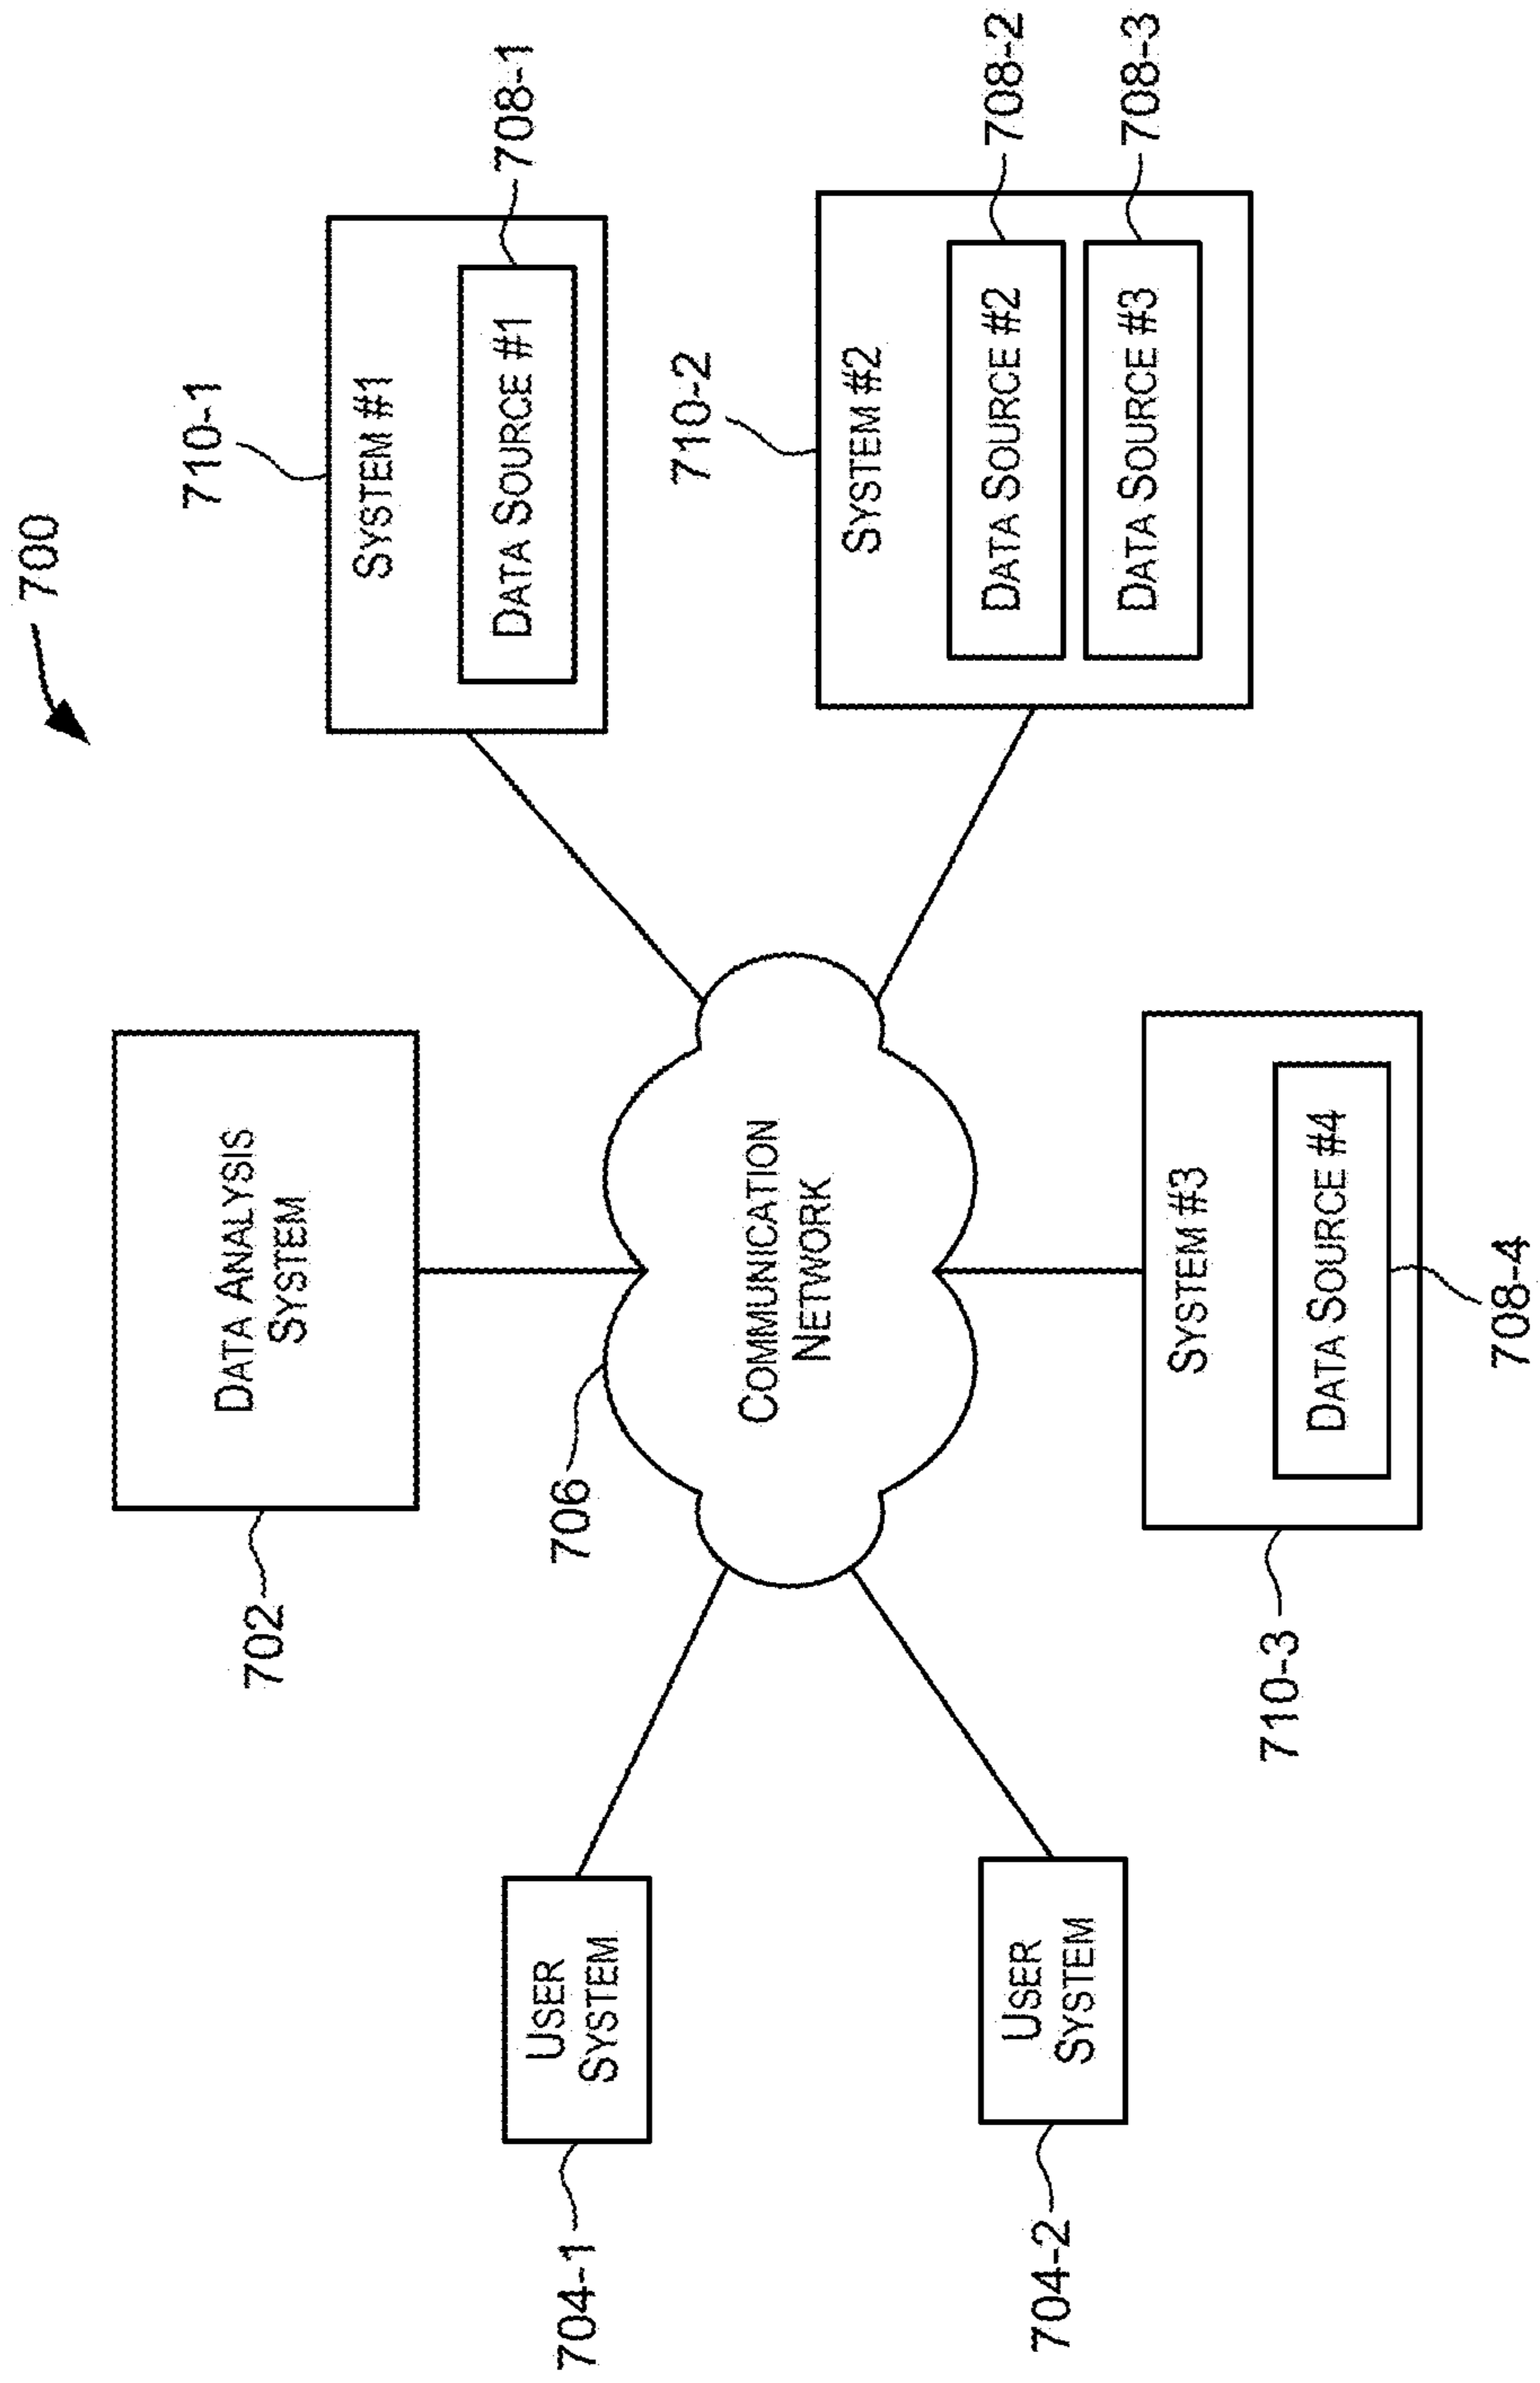 700
702
DATA ANALYSIS
SYSTEM
710-1
SYSTEM #1
DATA SOURCE #1
708-1
704-1
USER
SYSTEM
706
COMMUNICATION
NETWORK
710-2
SYSTEM #2
DATA SOURCE #2
708-2
DATA SOURCE #3
708-3
704-2
USER
SYSTEM
710-3
SYSTEM #3
DATA SOURCE #4
708-4